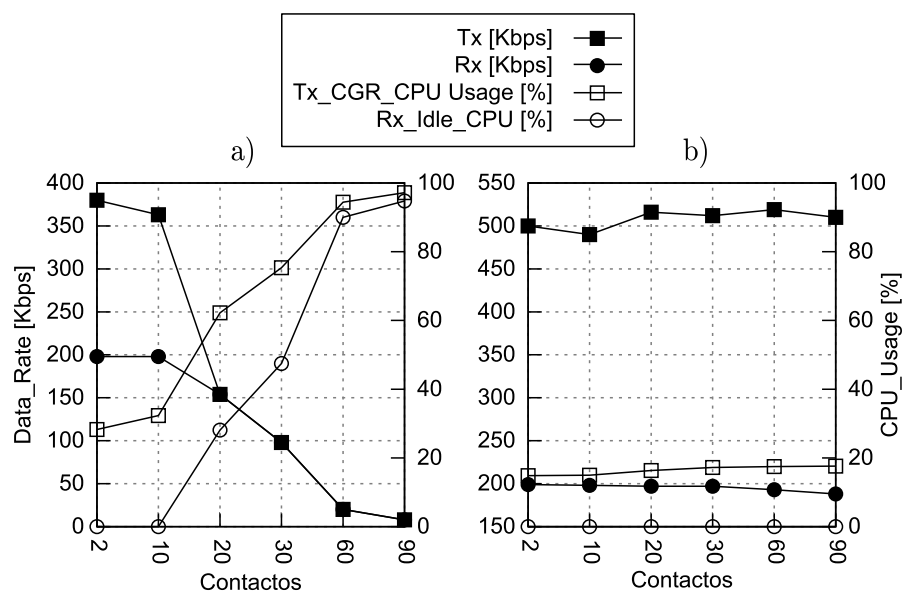 Tx [Kbps]
Rx [Kbps]
Tx_CGR_CPU Usage [%]
Rx_Idle_CPU [%]
a)
400
350
300
250
200
150
100
50
0
Data_Rate [Kbps]
100
80
60
40
20
0
2 10 20 30 60 90
Contactos
b)
550
500
450
400
350
300
250
200
150
100
80
60
40
20
0
CPU_Usage [%]
2 10 20 30 60 90
Contactos